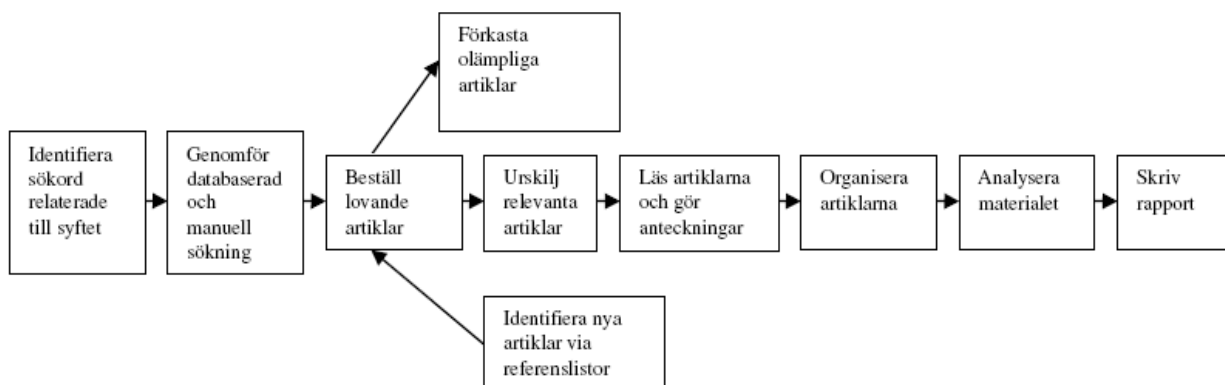 Förkasta
olämpliga
artiklar
Identifiera
sökord
relaterade
till syftet
Genomför
databaserad
och
manuell
sökning
Beställ
lovande
artiklar
Urskilj
relevanta
artiklar
Läs artiklarna
och gör
anteckningar
Organisera
artiklarna
Analysera
materialet
Skriv
rapport
Identifiera nya
artiklar via
referenslistor